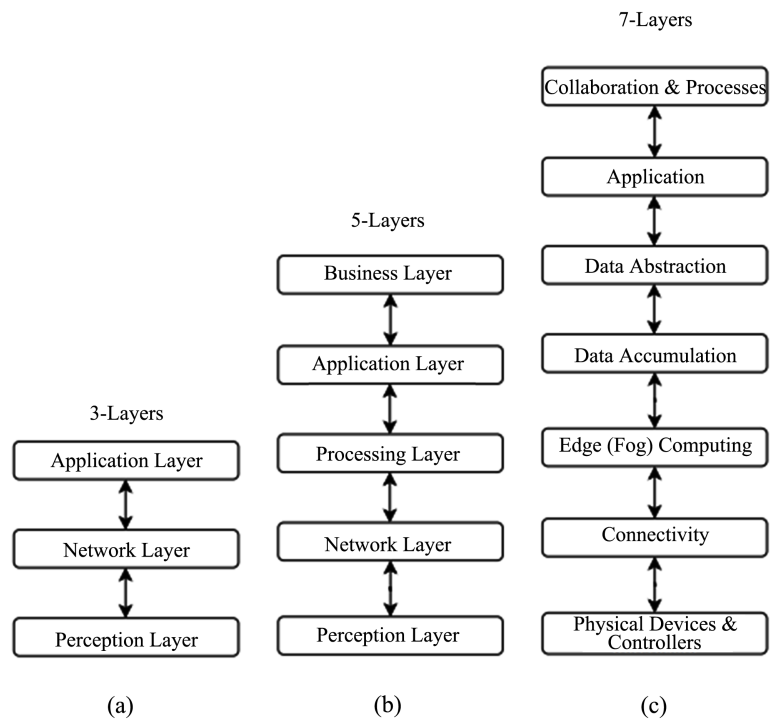 3-Layers
Application Layer
Network Layer
Perception Layer
(a)
5-Layers
Business Layer
Application Layer
Processing Layer
Network Layer
Perception Layer
(b)
7-Layers
Collaboration & Processes
Application
Data Abstraction
Data Accumulation
Edge (Fog) Computing
Connectivity
Physical Devices &
Controllers
(c)